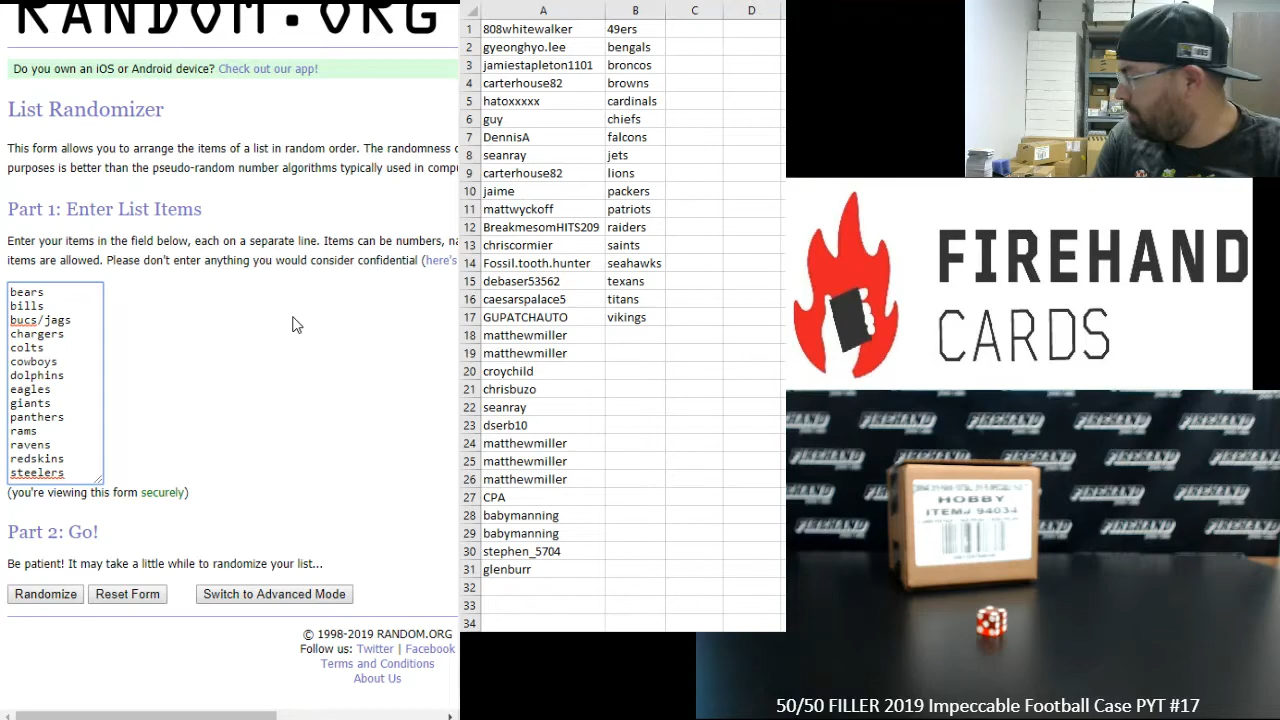 RANDOM.ORG
Do you own an iOS or Android device? Check out our app!
List Randomizer
This form allows you to arrange the items of a list in random order. The randomness
purposes is better than the pseudo-random number algorithms typically used in
Part 1: Enter List Items
Enter your items in the field below, each on a separate line. Items can be numbers,
items are allowed. Please don't enter anything you would consider confidential (here's
bears
bills
bucs/jags
chargers
colts
cowboys
dolphins
eagles
giants
panthers
rams
ravens
redskins
steelers
(you're viewing this form securely)
Part 2: Go!
Be patient! It may take a little while to randomize your list...
Randomize Reset Form Switch to Advanced Mode
© 1998-2019 RANDOM.ORG
Follow us: Twitter | Facebook
Terms and Conditions
About Us
A B C D
1 808whitewalker 49ers
2 gyeonghyo.lee bengals
3 jamiestapleton1101 broncos
4 carterhouse82 browns
5 hatoxxxxx cardinals
6 guy chiefs
7 DennisA falcons
8 seanray jets
9 carterhouse82 lions
10 jaime packers
11 mattwyckoff patriots
12 BreakmesomHITS209 raiders
13 chriscormier saints
14 Fossil.tooth.hunter seahawks
15 debaser53562 texans
16 caesarspalace5 titans
17 GUPATCHAUTO vikings
18 matthewmiller
19 matthewmiller
20 croychild
21 chrisbuzo
22 seanray
23 dserb10
24 matthewmiller
25 matthewmiller
26 matthewmiller
27 CPA
28 babymanning
29 babymanning
30 stephen_5704
31 glenburr
32
33
34
FIREHAND
CARDS
FIREHAND
HOBBY
ITEM# 94034
50/50 FILLER 2019 Impeccable Football Case PYT #17